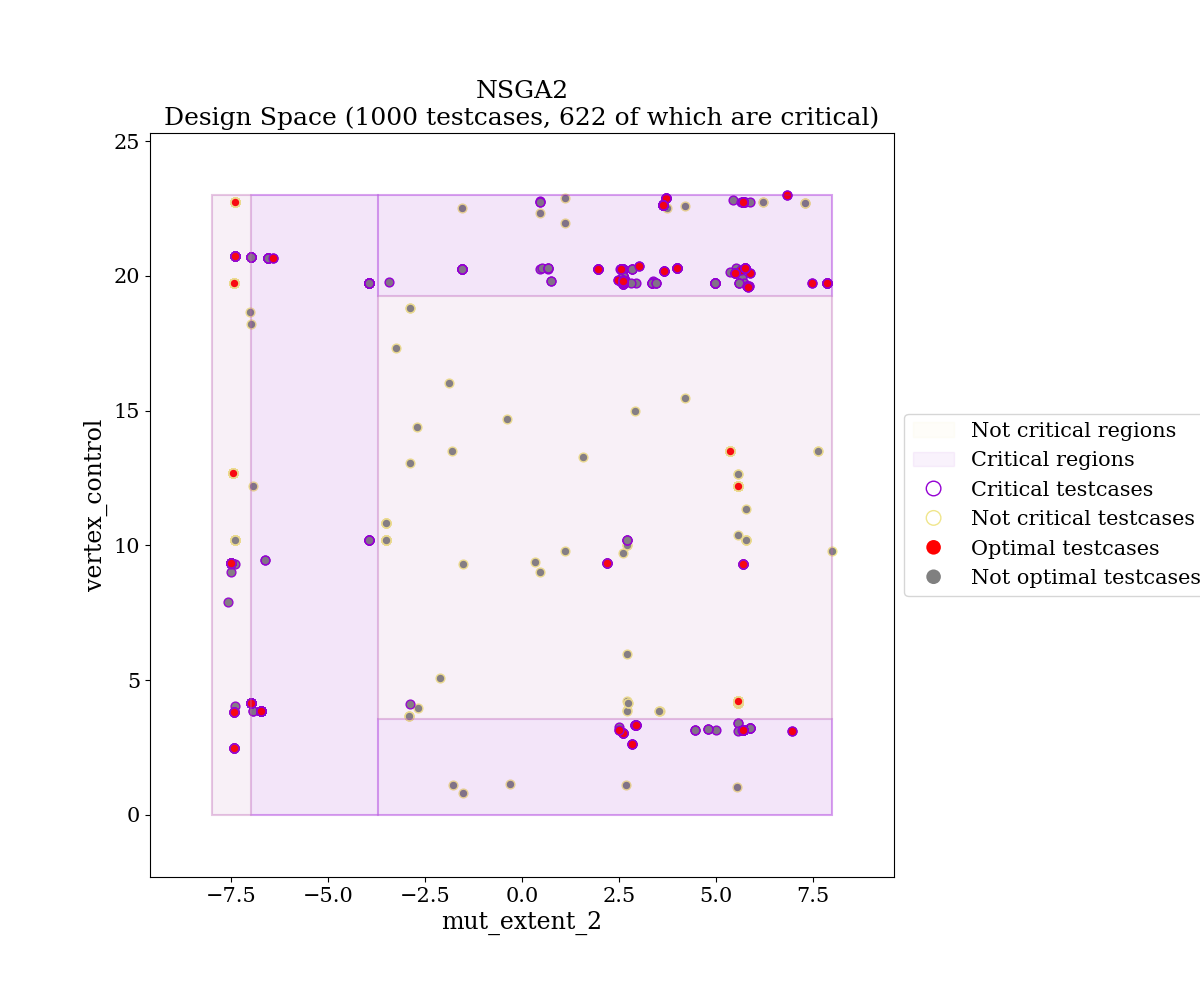 NSGA2
Design Space (1000 testcases, 622 of which are critical)
25
20
15
10
5
0
vertex_control
−7.5
−5.0
−2.5
0.0
2.5
5.0
7.5
mut_extent_2
Not critical regions
Critical regions
Critical testcases
Not critical testcases
Optimal testcases
Not optimal testcases